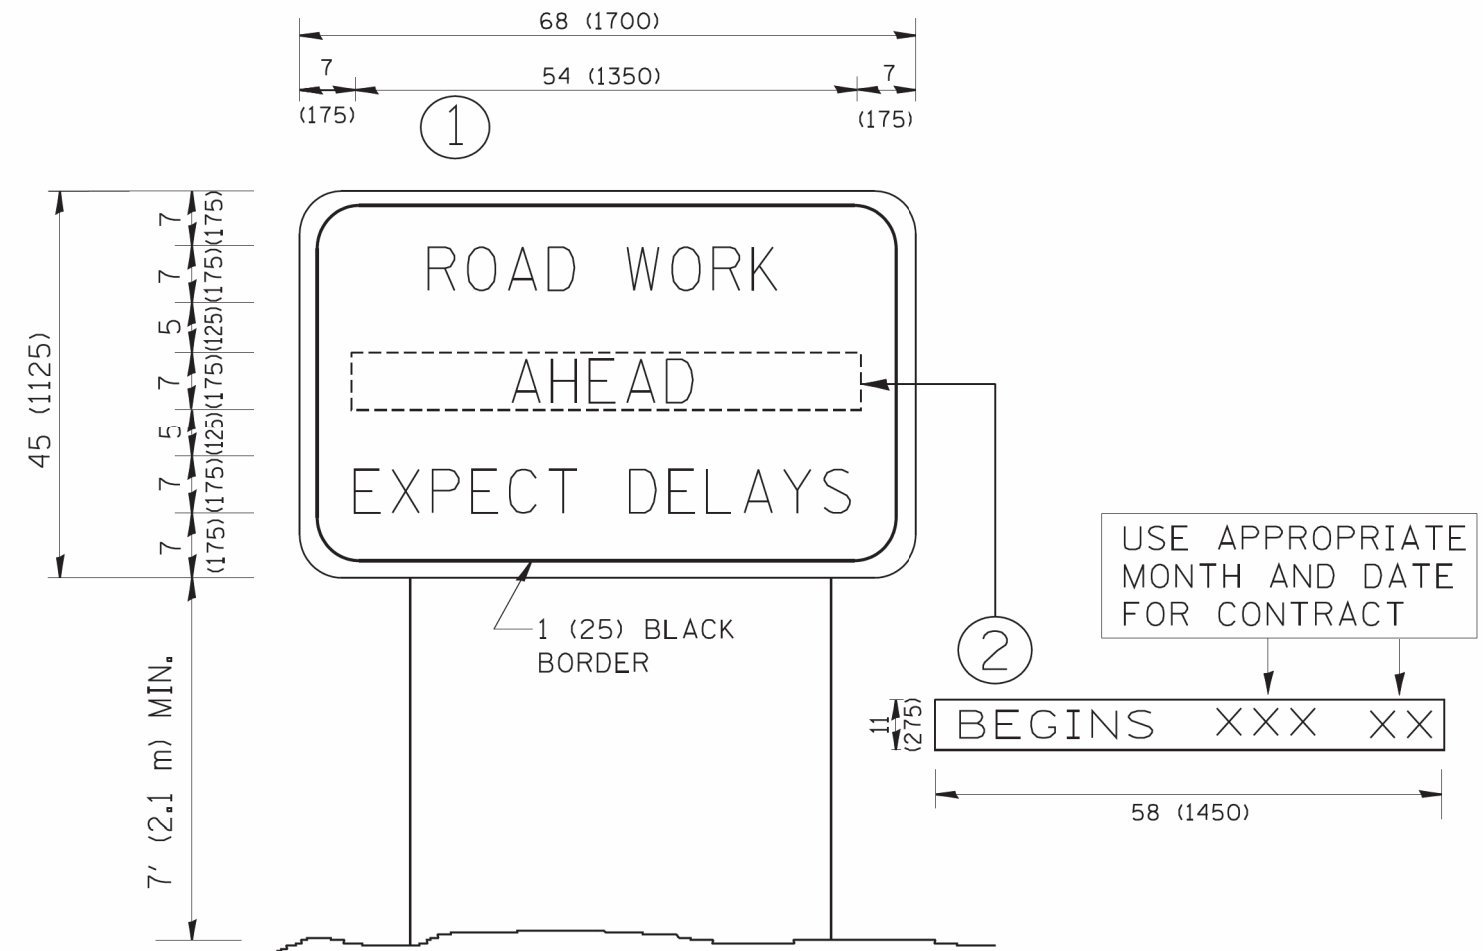 68 (1700)
7
54 (1350)
7
(175)
(175)
1
7 (175)
7 (175)
5 (125)
7 (175)
5 (125)
7 (175)
7 (175)
45 (1125)
ROAD WORK
AHEAD
EXPECT DELAYS
1 (25) BLACK
BORDER
7' (2.1 m) MIN.
USE APPROPRIATE
MONTH AND DATE
FOR CONTRACT
2
11
(275)
BEGINS XXX XX
58 (1450)